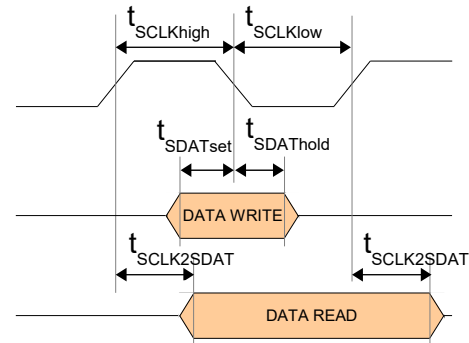 tSCLKhigh tSCLKlow
tSDATset tSDAThold
DATA WRITE
tSCLK2SDAT tSCLK2SDAT
DATA READ